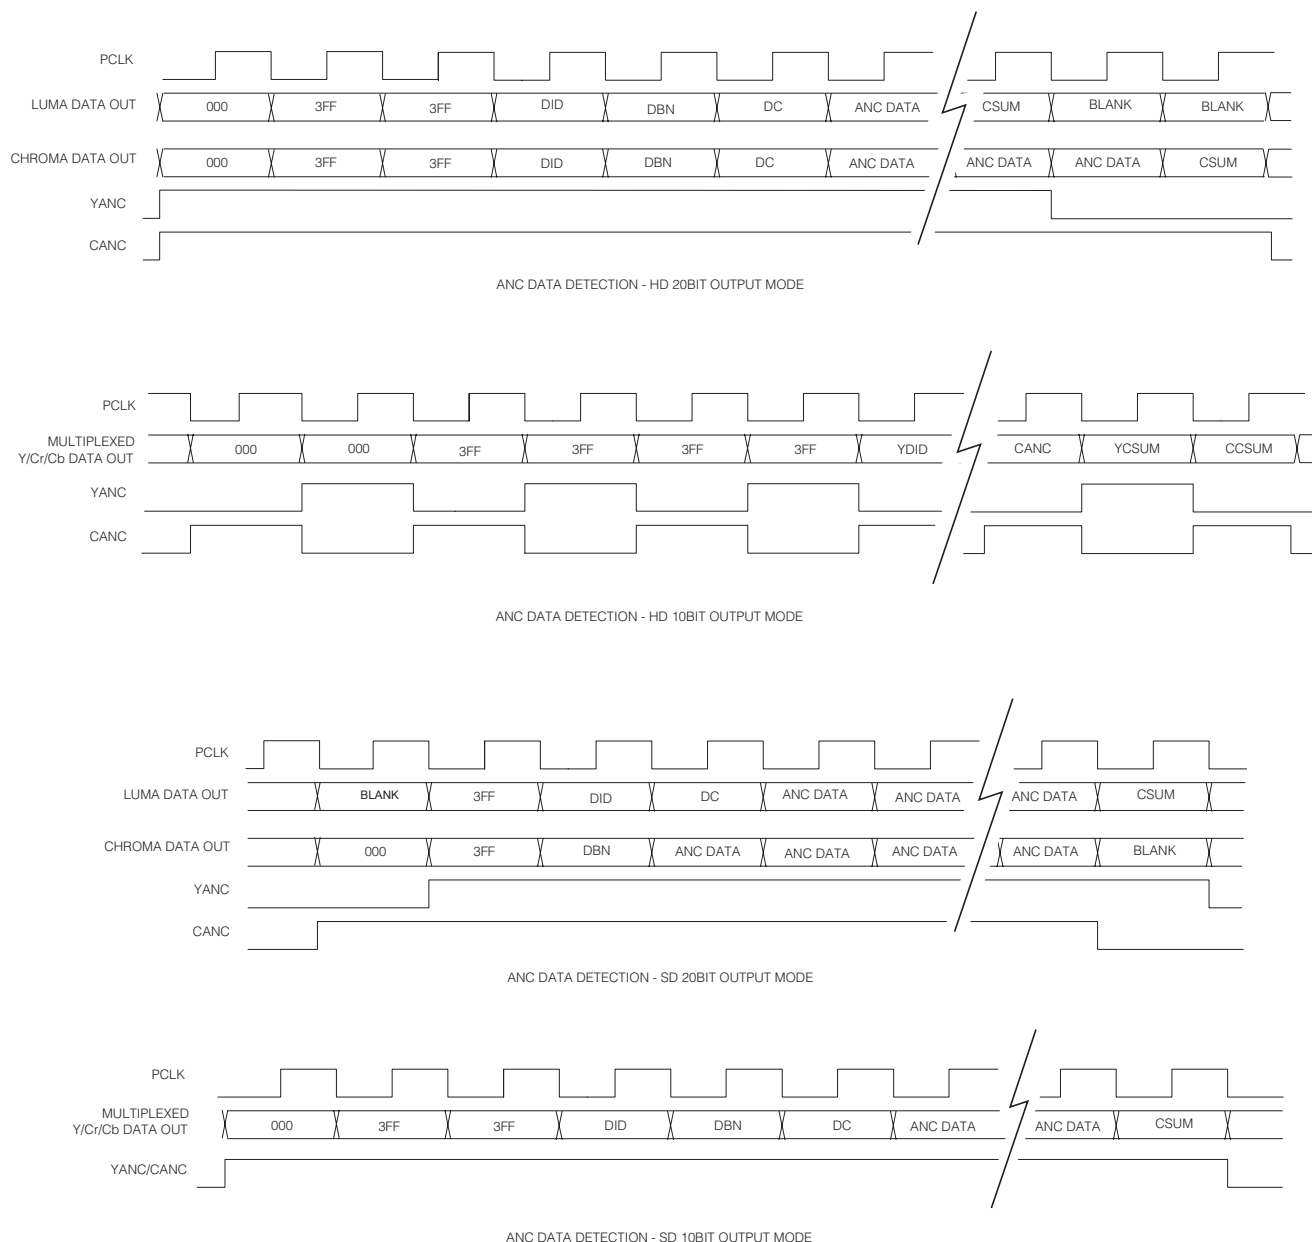 PCLK
LUMA DATA OUT 000 3FF 3FF DID DBN DC ANC DATA CSUM BLANK BLANK
CHROMA DATA OUT 000 3FF 3FF DID DBN DC ANC DATA ANC DATA ANC DATA CSUM
YANC
CANC
ANC DATA DETECTION - HD 20BIT OUTPUT MODE
PCLK
MULTIPLEXED
Y/Cr/Cb DATA OUT 000 000 3FF 3FF 3FF 3FF YDID CANC YCSUM CCSUM
YANC
CANC
ANC DATA DETECTION - HD 10BIT OUTPUT MODE
PCLK
LUMA DATA OUT BLANK 3FF DID DC ANC DATA ANC DATA ANC DATA CSUM
CHROMA DATA OUT 000 3FF DBN ANC DATA ANC DATA ANC DATA ANC DATA BLANK
YANC
CANC
ANC DATA DETECTION - SD 20BIT OUTPUT MODE
PCLK
MULTIPLEXED
Y/Cr/Cb DATA OUT 000 3FF 3FF DID DBN DC ANC DATA ANC DATA CSUM
YANC/CANC
ANC DATA DETECTION - SD 10BIT OUTPUT MODE